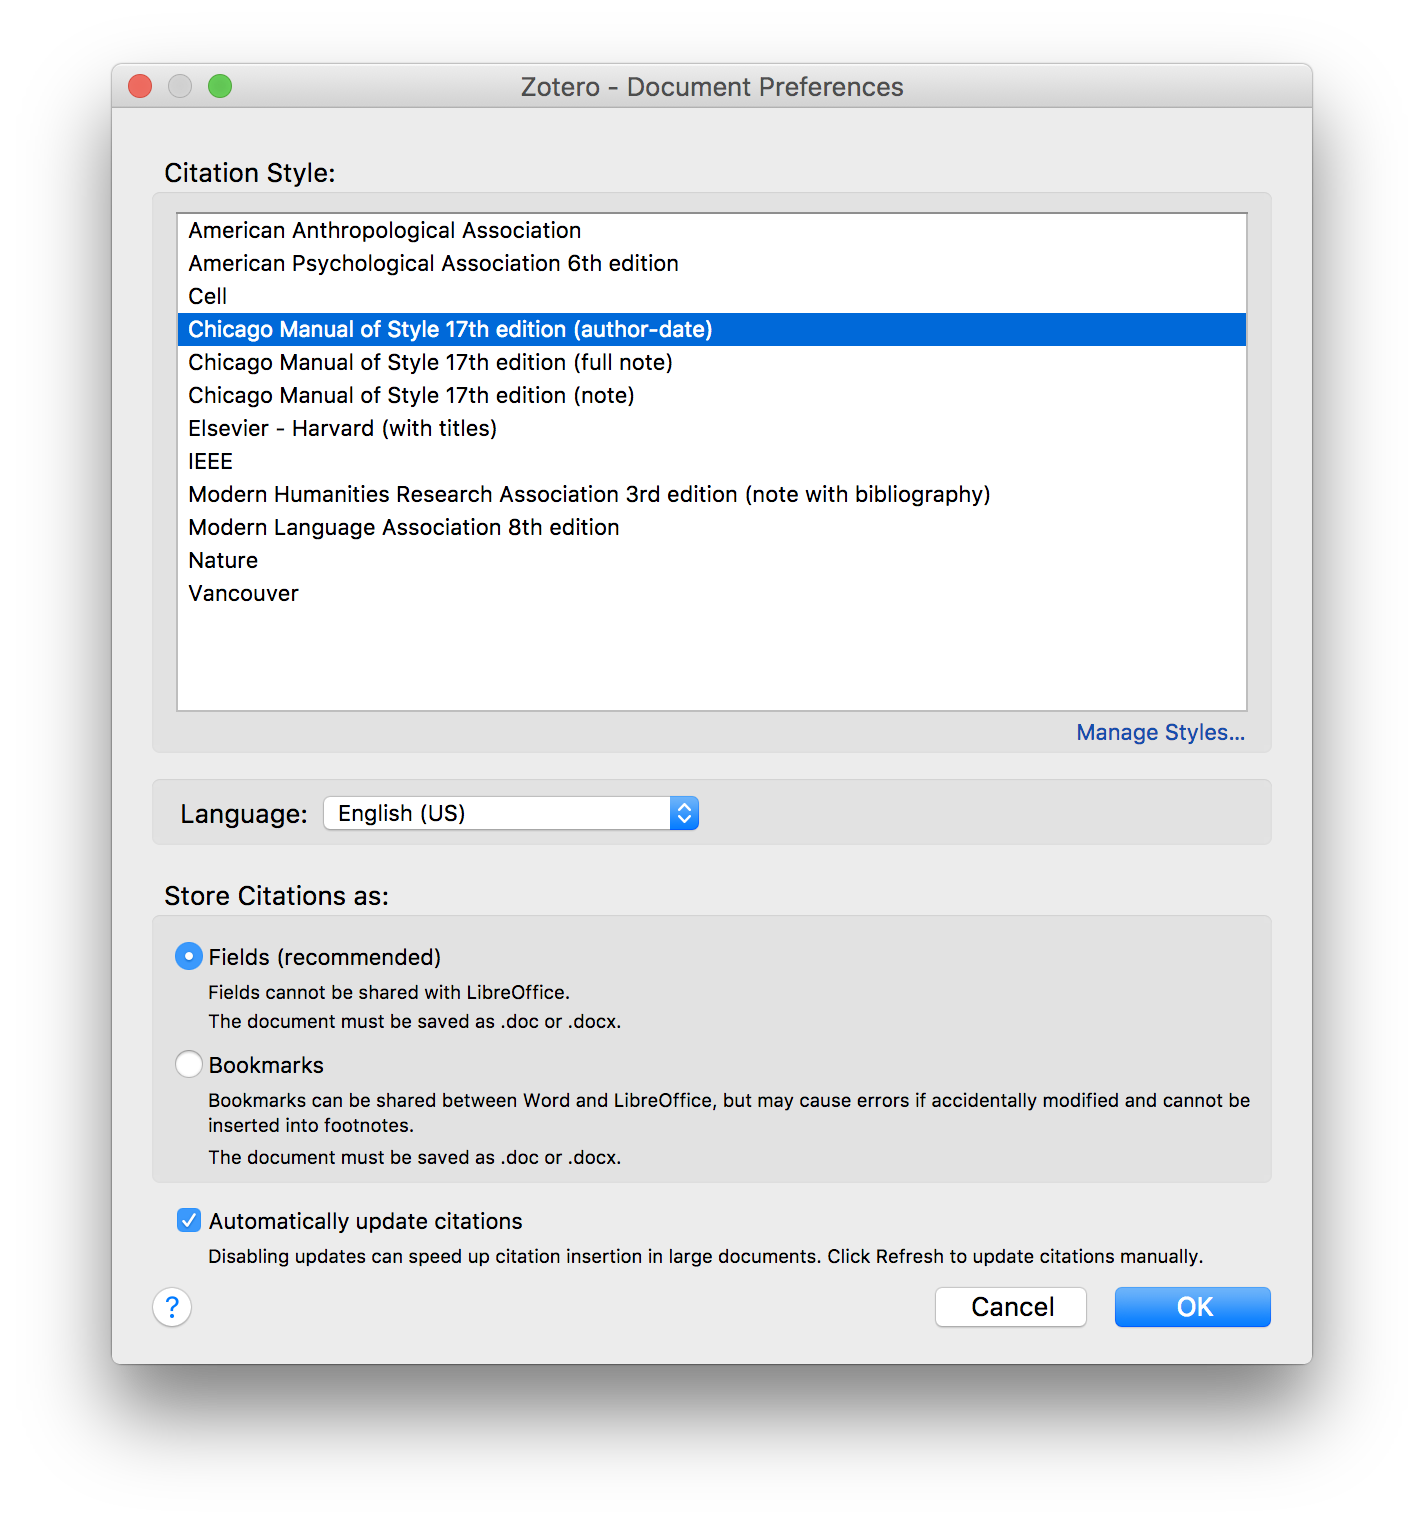 Zotero - Document Preferences
Citation Style:
American Anthropological Association
American Psychological Association 6th edition
Cell
Chicago Manual of Style 17th edition (author-date)
Chicago Manual of Style 17th edition (full note)
Chicago Manual of Style 17th edition (note)
Elsevier - Harvard (with titles)
IEEE
Modern Humanities Research Association 3rd edition (note with bibliography)
Modern Language Association 8th edition
Nature
Vancouver
Manage Styles...
Language: English (US)
Store Citations as:
Fields (recommended)
Fields cannot be shared with LibreOffice.
The document must be saved as .doc or .docx.
Bookmarks
Bookmarks can be shared between Word and LibreOffice, but may cause errors if accidentally modified and cannot be
inserted into footnotes.
The document must be saved as .doc or .docx.
Automatically update citations
Disabling updates can speed up citation insertion in large documents. Click Refresh to update citations manually.
? Cancel OK